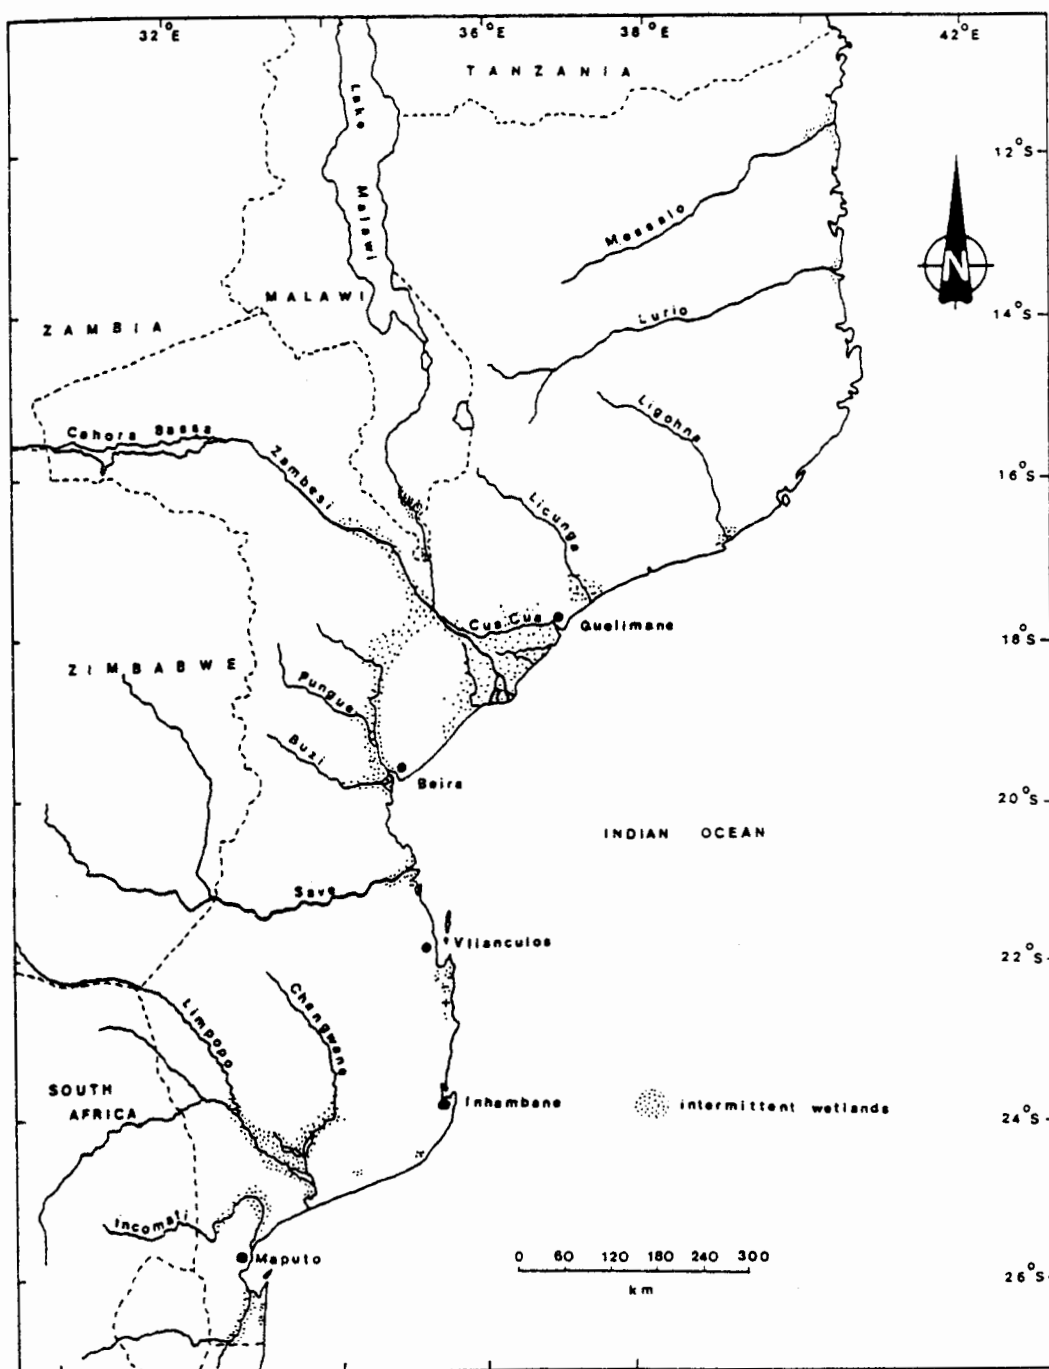 32°E 36°E 38°E 42°E
TANZANIA
Lake Malawi
12°S
Messalo
N
MALAWI
ZAMBIA
Lurio
14°S
Ligohna
Cahora Bassa
Zambesi
16°S
Licungo
Cua Cua
Quelimane
18°S
ZIMBABWE
Pungue
Buzi
Beira
20°S
INDIAN OCEAN
Save
Vilanculos
22°S
Limpopo
Changwane
SOUTH
AFRICA
Inhambane
intermittent wetlands
24°S
Incomati
Maputo
0 60 120 180 240 300
km
26°S